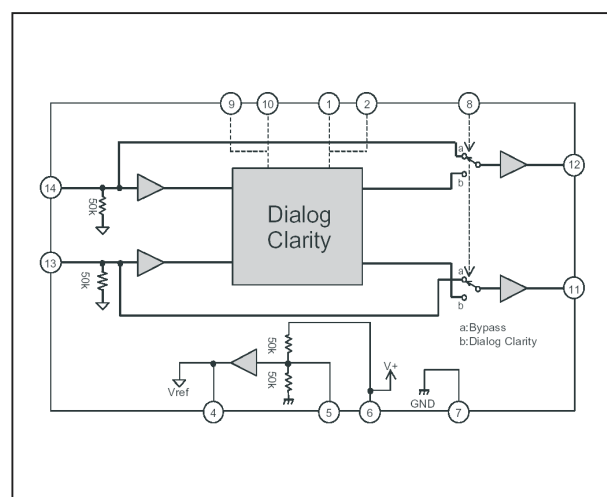 9 10 1 2 8
a
12
14
b
50k
Dialog
Clarity
13
50k
a
11
b
a:Bypass
b:Dialog Clarity
50k
V+
50k
Vref
GND
4 5 6 7